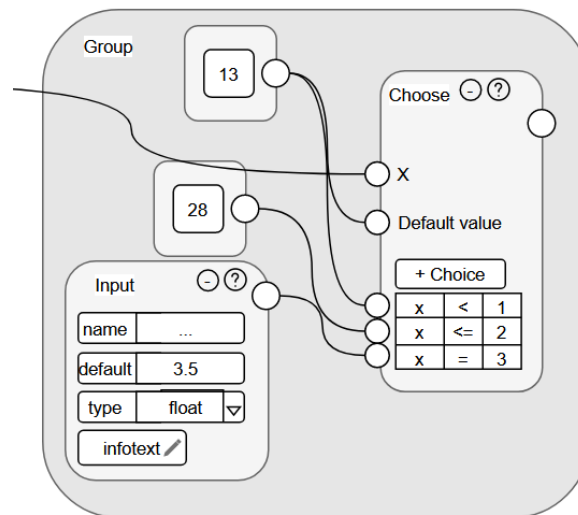 Group
13
Choose - ?
X
28
Default value
Input - ?
+ Choice
name ...
x < 1
default 3.5
x <= 2
x = 3
type float
infotext